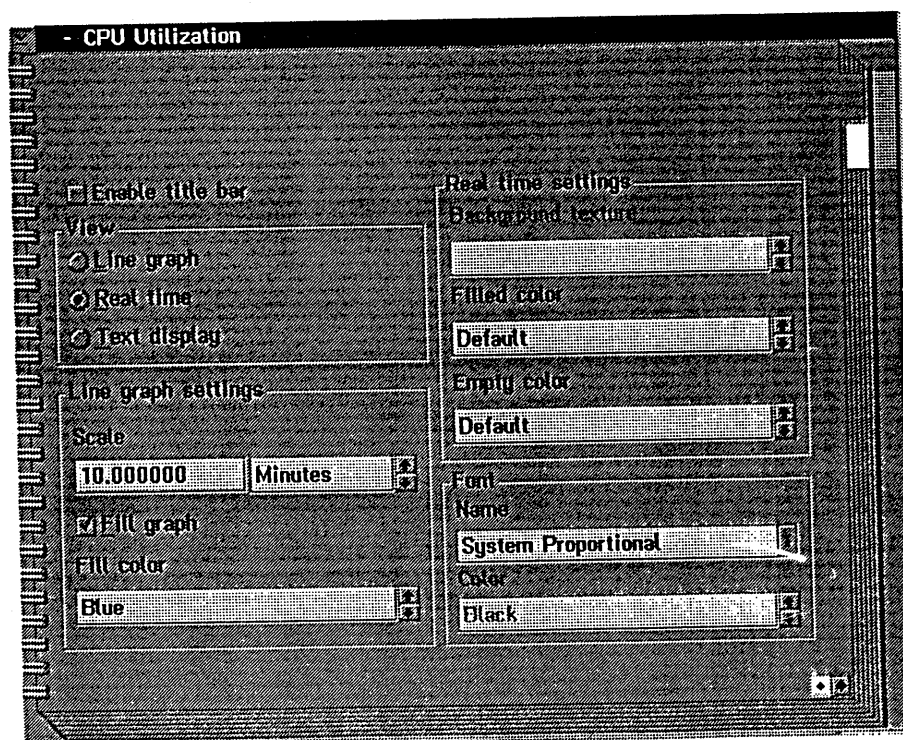 - CPU Utilization
Enable title bar
View
Line graph
Real time
Text display
Line graph settings
Scale
10.000000 Minutes
Fill graph
Fill color
Blue
Real time settings
Background texture
Filled color
Default
Empty color
Default
Font
Name
System Proportional
Color
Black